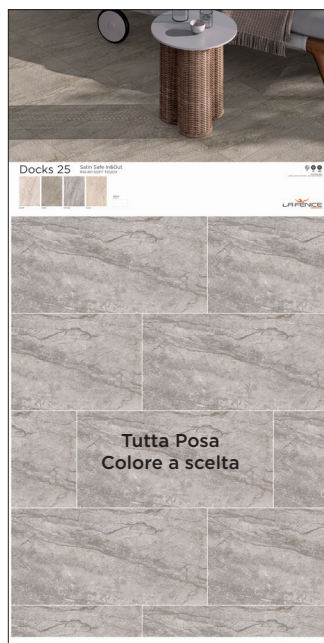 Docks 25
Satin Safe In&Out
LA FENICE
Tutta Posa
Colore a scelta